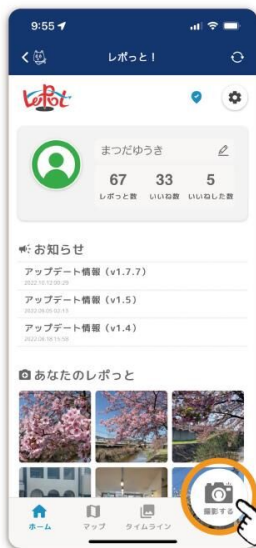 9:55
レポっと！
レポっと
まつだゆうき
67 33 5
レポっと数 いいね数 いいねした数
お知らせ
アップデート情報（v1.7.7）
アップデート情報（v1.5）
アップデート情報（v1.4）
あなたのレポっと
撮影する
ホーム マップ タイムライン